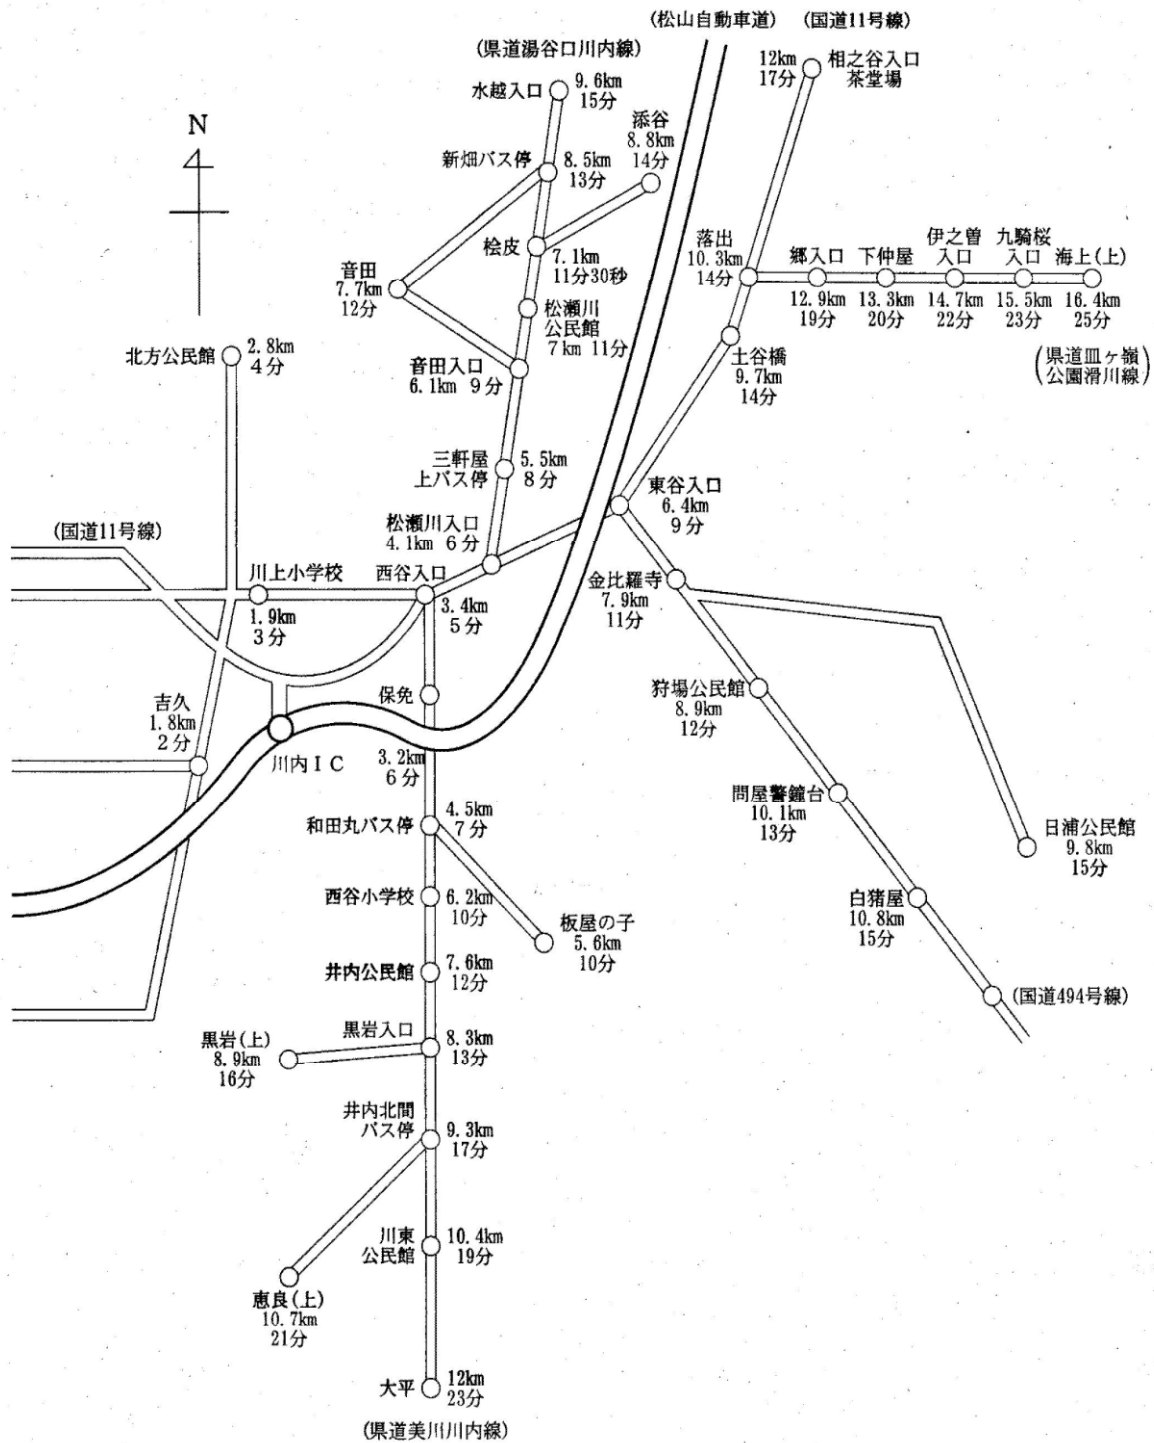 (松山自動車道)
(国道11号線)
(県道湯谷口川内線)
12km
17分
相之谷入口
茶堂場
水越入口
9.6km
15分
N
添谷
8.8km
14分
新畑バス停
8.5km
13分
桧皮
7.1km
11分30秒
落出
10.3km
14分
郷入口
12.9km
19分
下仲屋
13.3km
20分
伊之曽
入口
14.7km
22分
九騎桜
入口
15.5km
23分
海上(上)
16.4km
25分
(県道皿ヶ嶺
公園滑川線)
音田
7.7km
12分
松瀬川
公民館
7km 11分
北方公民館
2.8km
4分
音田入口
6.1km 9分
土谷橋
9.7km
14分
三軒屋
上バス停
5.5km
8分
東谷入口
6.4km
9分
(国道11号線)
松瀬川入口
4.1km 6分
川上小学校
1.9km
3分
西谷入口
3.4km
5分
金比羅寺
7.9km
11分
吉久
1.8km
2分
保免
3.2km
6分
川内IC
狩場公民館
8.9km
12分
和田丸バス停
4.5km
7分
問屋警鐘台
10.1km
13分
日浦公民館
9.8km
15分
西谷小学校
6.2km
10分
板屋の子
5.6km
10分
白猪屋
10.8km
15分
井内公民館
7.6km
12分
(国道494号線)
黒岩(上)
8.9km
16分
黒岩入口
8.3km
13分
井内北間
バス停
9.3km
17分
川東
公民館
10.4km
19分
恵良(上)
10.7km
21分
大平
12km
23分
(県道美川川内線)